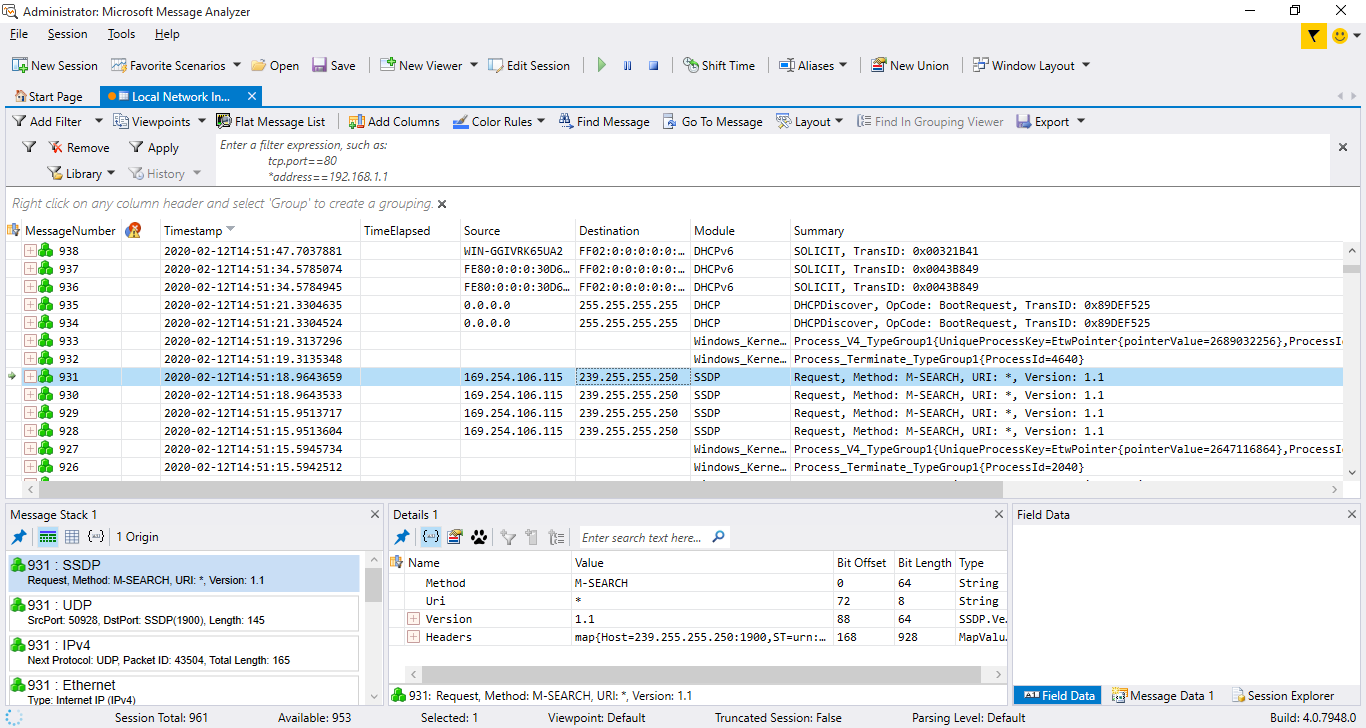 Administrator: Microsoft Message Analyzer
File Session Tools Help
New Session Favorite Scenarios Open Save New Viewer Edit Session Shift Time Aliases New Union Window Layout
Start Page Local Network In... ×
Add Filter Viewpoints Flat Message List Add Columns Color Rules Find Message Go To Message Layout Find In Grouping Viewer Export
Remove Apply
Library History
Enter a filter expression, such as:
tcp.port==80
*address==192.168.1.1
Right click on any column header and select 'Group' to create a grouping.
MessageNumber Timestamp TimeElapsed Source Destination Module Summary
938 2020-02-12T14:51:47.7037881 WIN-GGIVRK65UA2 FF02:0:0:0:0:0:... DHCPv6 SOLICIT, TransID: 0x00321B41
937 2020-02-12T14:51:34.5785074 FE80:0:0:0:30D6... FF02:0:0:0:0:0:... DHCPv6 SOLICIT, TransID: 0x0043B849
936 2020-02-12T14:51:34.5784945 FE80:0:0:0:30D6... FF02:0:0:0:0:0:... DHCPv6 SOLICIT, TransID: 0x0043B849
935 2020-02-12T14:51:21.3304635 0.0.0.0 255.255.255.255 DHCP DHCPDiscover, OpCode: BootRequest, TransID: 0x89DEF525
934 2020-02-12T14:51:21.3304524 0.0.0.0 255.255.255.255 DHCP DHCPDiscover, OpCode: BootRequest, TransID: 0x89DEF525
933 2020-02-12T14:51:19.3137296 Windows_Kerne... Process_V4_TypeGroup1{UniqueProcessKey=EtwPointer{pointerValue=2689032256},ProcessId
932 2020-02-12T14:51:19.3135348 Windows_Kerne... Process_Terminate_TypeGroup1{ProcessId=4640}
931 2020-02-12T14:51:18.9643659 169.254.106.115 239.255.255.250 SSDP Request, Method: M-SEARCH, URI: *, Version: 1.1
930 2020-02-12T14:51:18.9643533 169.254.106.115 239.255.255.250 SSDP Request, Method: M-SEARCH, URI: *, Version: 1.1
929 2020-02-12T14:51:15.9513717 169.254.106.115 239.255.255.250 SSDP Request, Method: M-SEARCH, URI: *, Version: 1.1
928 2020-02-12T14:51:15.9513604 169.254.106.115 239.255.255.250 SSDP Request, Method: M-SEARCH, URI: *, Version: 1.1
927 2020-02-12T14:51:15.5945734 Windows_Kerne... Process_V4_TypeGroup1{UniqueProcessKey=EtwPointer{pointerValue=2647116864},ProcessId
926 2020-02-12T14:51:15.5942512 Windows_Kerne... Process_Terminate_TypeGroup1{ProcessId=2040}
Message Stack 1
1 Origin
931 : SSDP
Request, Method: M-SEARCH, URI: *, Version: 1.1
931 : UDP
SrcPort: 50928, DstPort: SSDP(1900), Length: 145
931 : IPv4
Next Protocol: UDP, Packet ID: 43504, Total Length: 165
931 : Ethernet
Type: Internet IP (IPv4)
Details 1
Enter search text here...
Name Value Bit Offset Bit Length Type
Method M-SEARCH 0 64 String
Uri * 72 8 String
Version 1.1 88 64 SSDP.Ve...
Headers map{Host=239.255.255.250:1900,ST=urn:... 168 928 MapValu...
931: Request, Method: M-SEARCH, URI: *, Version: 1.1
Field Data
Field Data Message Data 1 Session Explorer
Session Total: 961 Available: 953 Selected: 1 Viewpoint: Default Truncated Session: False Parsing Level: Default Build: 4.0.7948.0